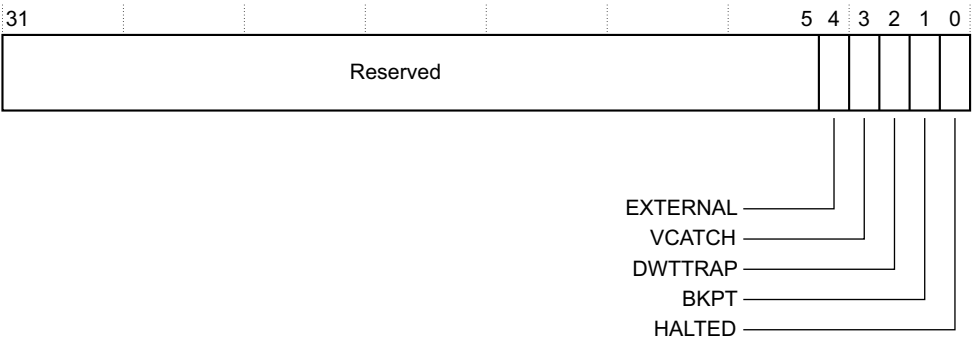 31 5 4 3 2 1 0
Reserved
EXTERNAL
VCATCH
DWTTRAP
BKPT
HALTED